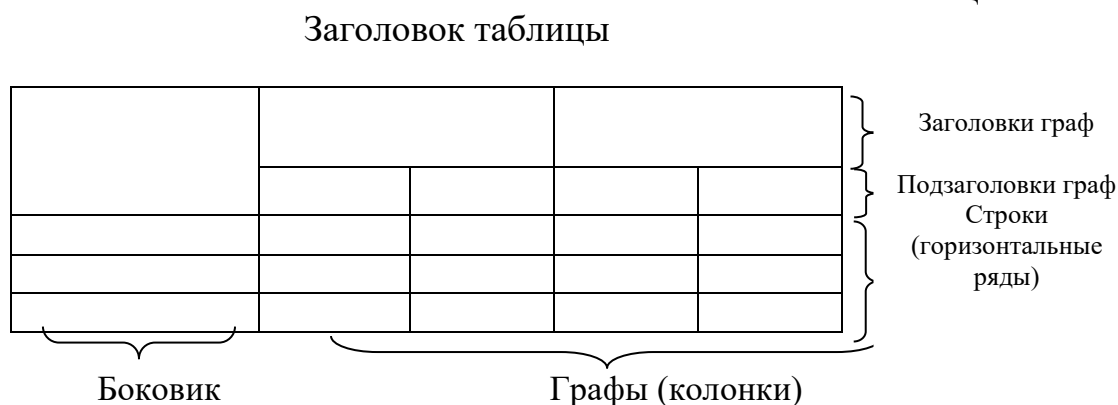 Заголовок таблицы
Заголовки граф
Подзаголовки граф
Строки
(горизонтальные
ряды)
Боковик
Графы (колонки)